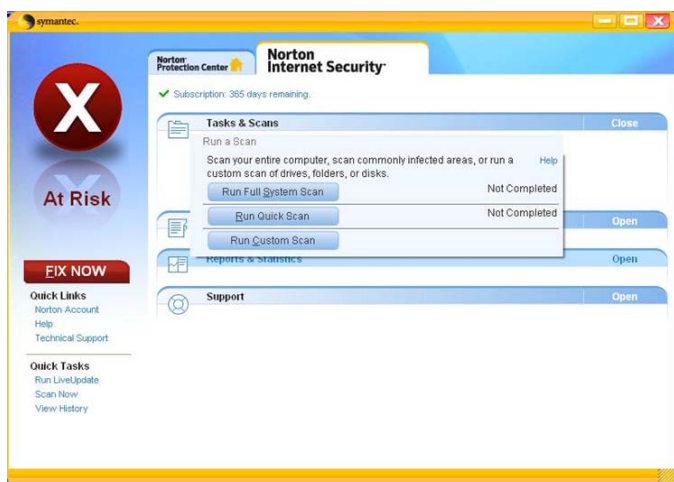 symantec.
Norton
Protection Center
Norton
Internet Security
Subscription: 365 days remaining.
X
At Risk
FIX NOW
Quick Links
Norton Account
Help
Technical Support
Quick Tasks
Run LiveUpdate
Scan Now
View History
Tasks & Scans Close
Run a Scan
Scan your entire computer, scan commonly infected areas, or run a Help
custom scan of drives, folders, or disks.
Run Full System Scan Not Completed
Run Quick Scan Not Completed
Run Custom Scan
Open
Reports & Statistics Open
Support Open